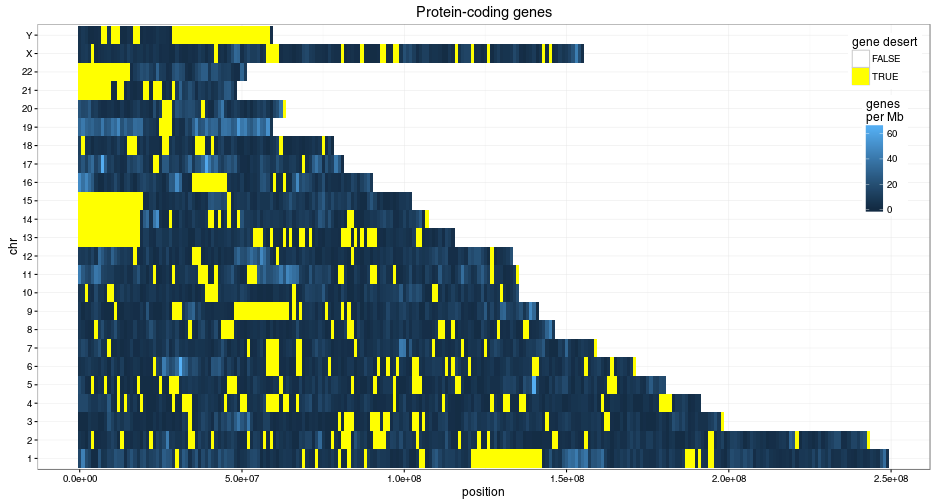 Protein-coding genes
gene desert
FALSE
TRUE
genes
per Mb
60
40
20
0
chr
Y
X
22
21
20
19
18
17
16
15
14
13
12
11
10
9
8
7
6
5
4
3
2
1
0.0e+00 5.0e+07 1.0e+08 1.5e+08 2.0e+08 2.5e+08
position